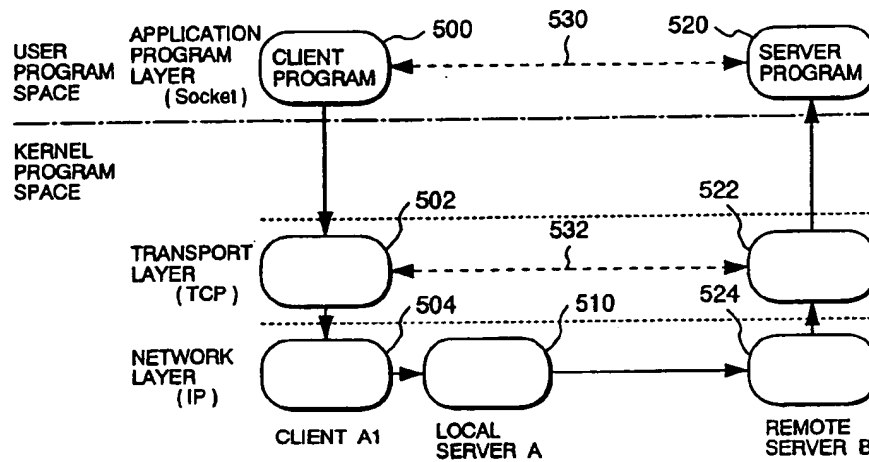 USER
PROGRAM
SPACE
APPLICATION
PROGRAM
LAYER
(Socket)
CLIENT
PROGRAM
500
530
520
SERVER
PROGRAM
KERNEL
PROGRAM
SPACE
502
522
TRANSPORT
LAYER
(TCP)
532
504
510
524
NETWORK
LAYER
(IP)
CLIENT A1
LOCAL
SERVER A
REMOTE
SERVER B